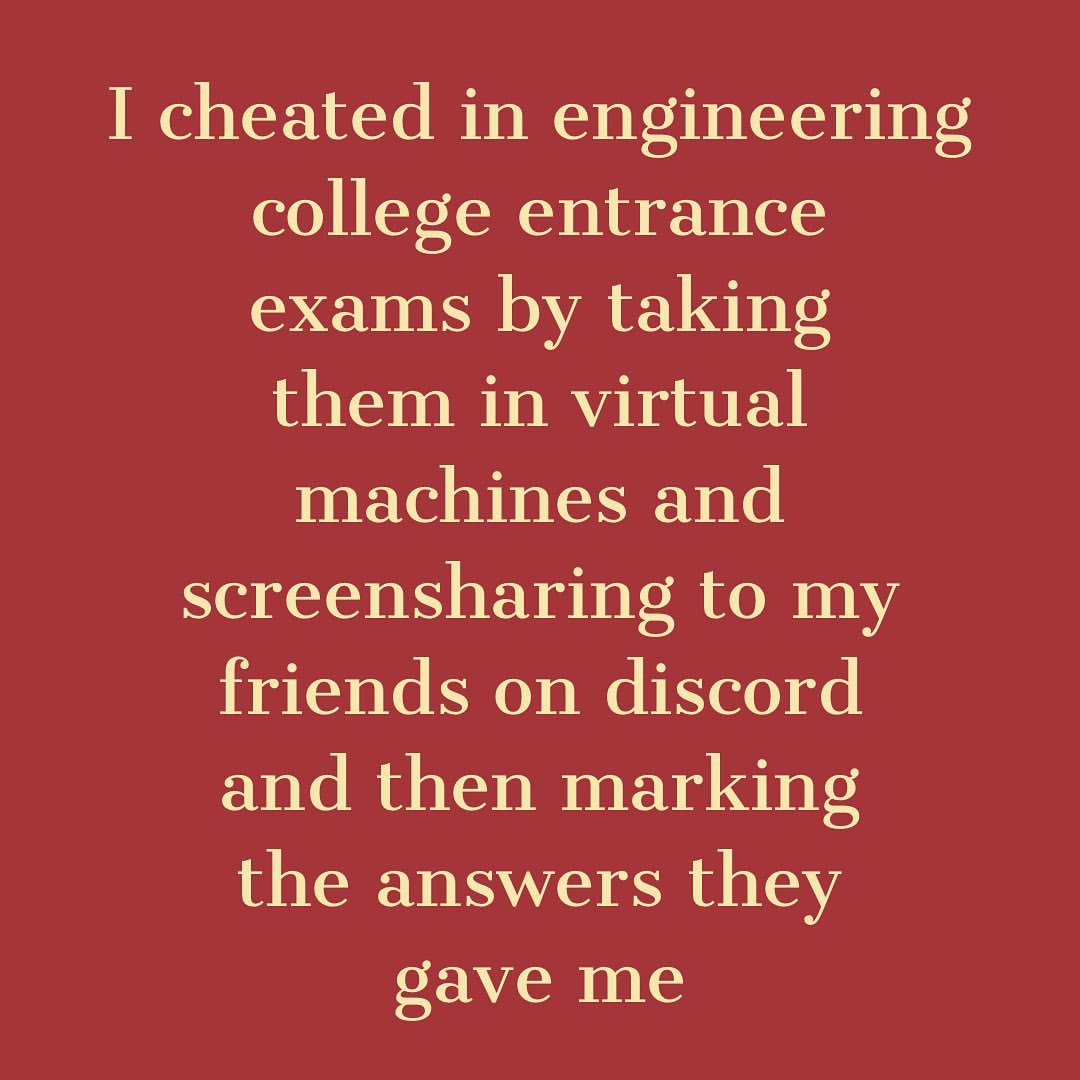 I cheated in engineering
college entrance
exams by taking
them in virtual
machines and
screensharing to my
friends on discord
and then marking
the answers they
gave me